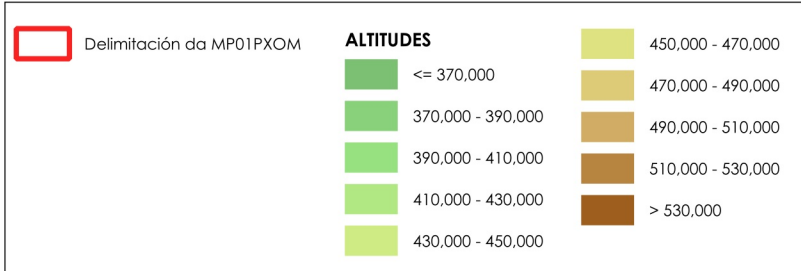 Delimitación da MP01PXOM
ALTITUDES
<= 370,000
370,000 - 390,000
390,000 - 410,000
410,000 - 430,000
430,000 - 450,000
450,000 - 470,000
470,000 - 490,000
490,000 - 510,000
510,000 - 530,000
> 530,000